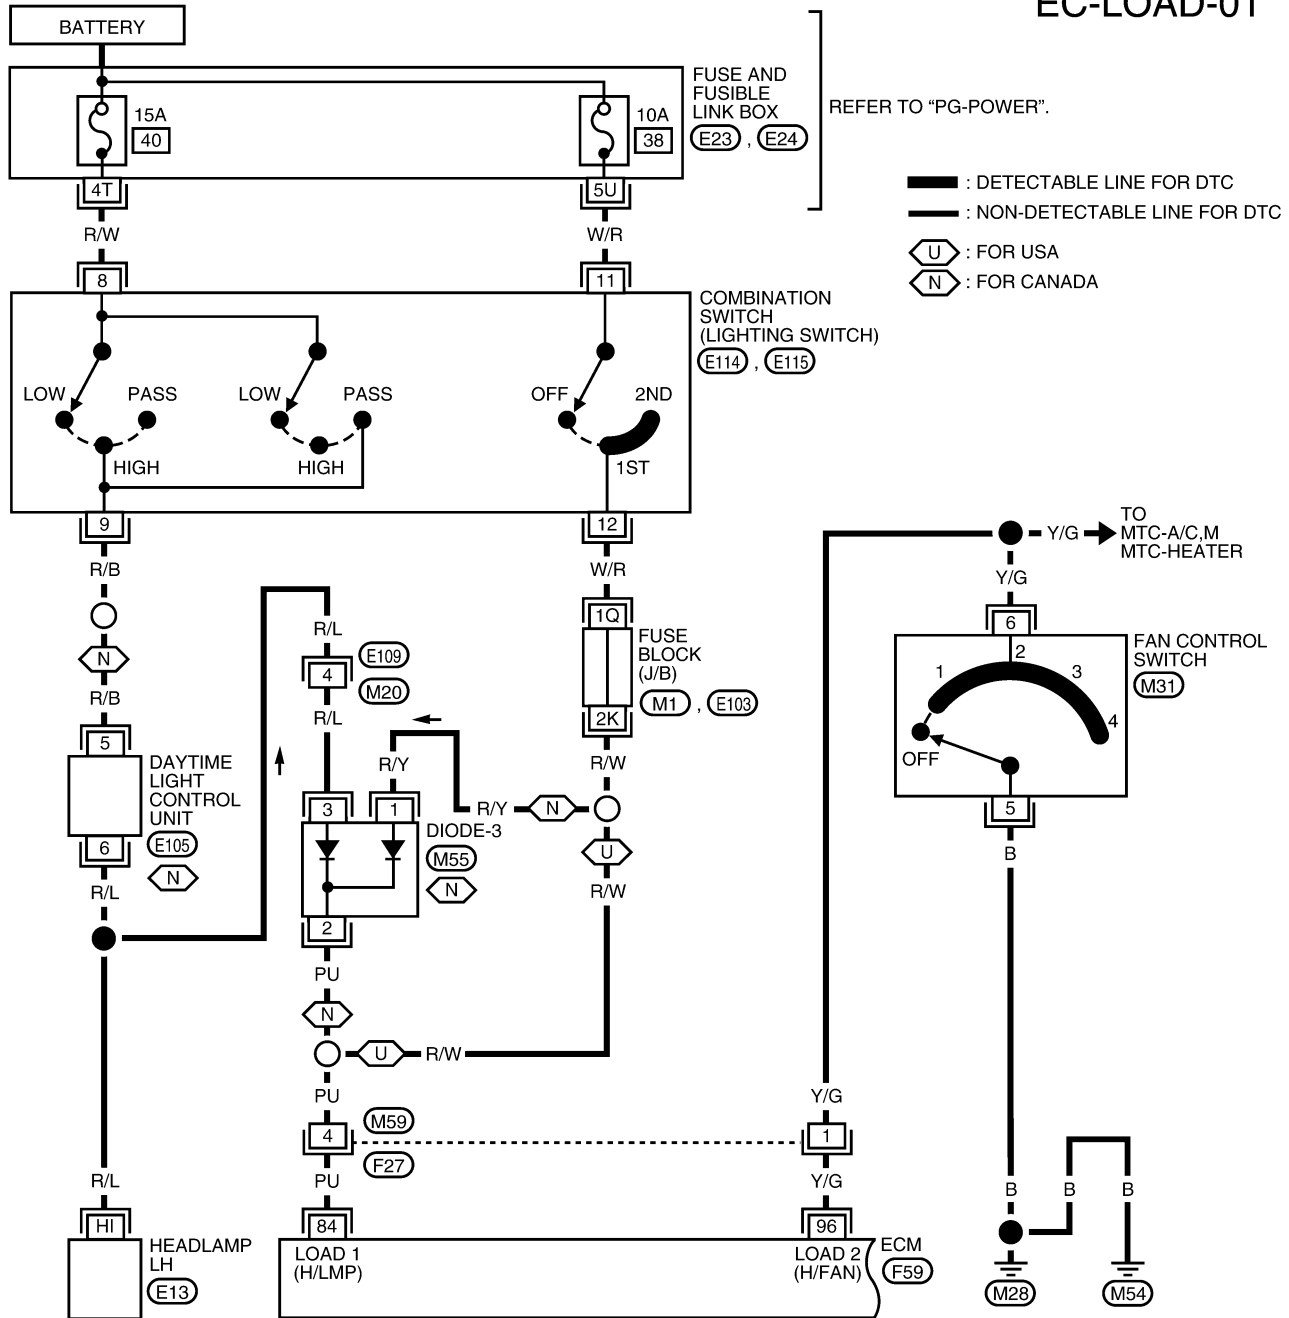 EC-LOAD-01
BATTERY
FUSE AND
FUSIBLE
LINK BOX
E23 , E24
REFER TO “PG-POWER”.
15A
40
10A
38
4T
5U
: DETECTABLE LINE FOR DTC
: NON-DETECTABLE LINE FOR DTC
U : FOR USA
N : FOR CANADA
R/W
W/R
8
11
COMBINATION
SWITCH
(LIGHTING SWITCH)
E114 , E115
LOW
PASS
HIGH
LOW
PASS
HIGH
OFF
2ND
1ST
9
12
R/B
W/R
TO
MTC-A/C,M
MTC-HEATER
Y/G
Y/G
N
R/B
R/L
E109
4
M20
R/L
1Q
FUSE
BLOCK
(J/B)
M1 , E103
2K
R/W
6
FAN CONTROL
SWITCH
M31
1
2
3
4
OFF
5
B
5
DAYTIME
LIGHT
CONTROL
UNIT
E105
N
6
R/L
R/Y
R/Y
N
3
1
DIODE-3
M55
N
2
U
R/W
PU
N
U
R/W
PU
M59
4
F27
PU
Y/G
1
Y/G
R/L
B
B
B
HI
HEADLAMP
LH
E13
84
LOAD 1
(H/LMP)
96
LOAD 2
(H/FAN)
ECM
F59
M28
M54